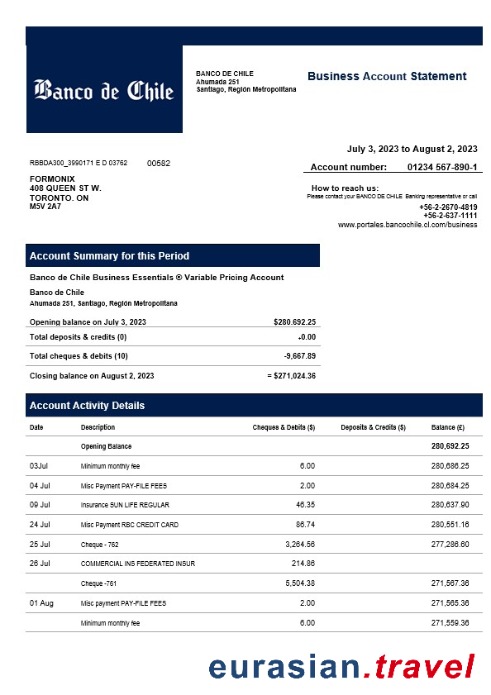 Banco de Chile
BANCO DE CHILE
Ahumada 251
Santiago, Región Metropolitana
Business Account Statement
July 3, 2023 to August 2, 2023
RBBDA300_3990171 E D 03762 00582
Account number: 01234 567-890-1
FORMONIX
408 QUEEN ST W.
TORONTO. ON
M5V 2A7
How to reach us:
Please contact your BANCO DE CHILE Banking representative or call
+56-2-2670-4819
+56-2-637-1111
www.portales.bancochile.cl.com/business
Account Summary for this Period
Banco de Chile Business Essentials ® Variable Pricing Account
Banco de Chile
Ahumada 251, Santiago, Región Metropolitana
Opening balance on July 3, 2023 $280.692.25
Total deposits & credits (0) +0.00
Total cheques & debits (10) -9,667.89
Closing balance on August 2, 2023 = $271,024.36
Account Activity Details
Date Description Cheques & Debits ($) Deposits & Credits ($) Balance (£)
Opening Balance 280,692.25
03Jul Minimum monthly fee 6.00 280,686.25
04 Jul Misc Payment PAY-FILE FEES 2.00 280,684.25
09 Jul Insurance SUN LIFE REGULAR 46.35 280,637.90
24 Jul Misc Payment RBC CREDIT CARD 86.74 280,551.16
25 Jul Cheque - 762 3,264.56 277,286.60
26 Jul COMMERCIAL INS FEDERATED INSUR 214.86
Cheque -761 5,504.38 271,567.36
01 Aug Misc payment PAY-FILE FEES 2.00 271,565.36
Minimum monthly fee 6.00 271,559.36
eurasian.travel